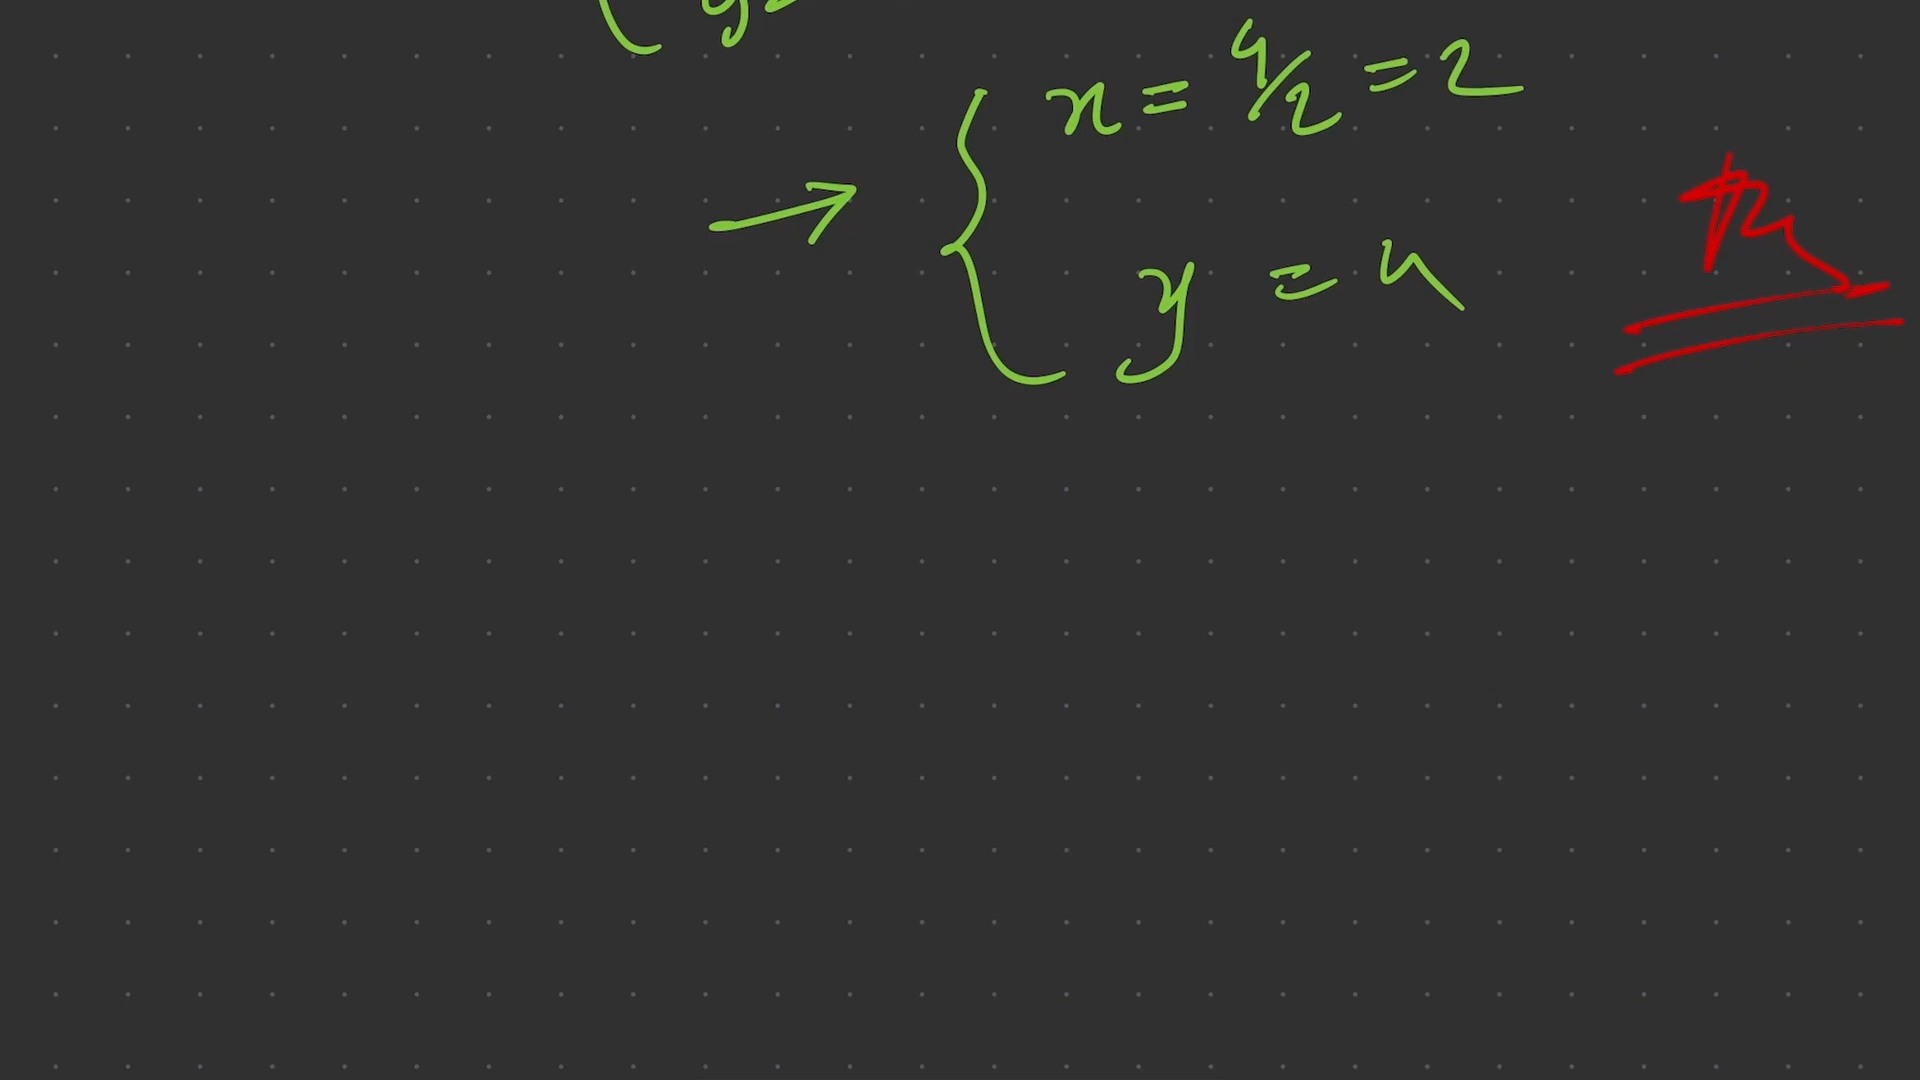 y=
x = 4/2 = 2
→ {
y = 4